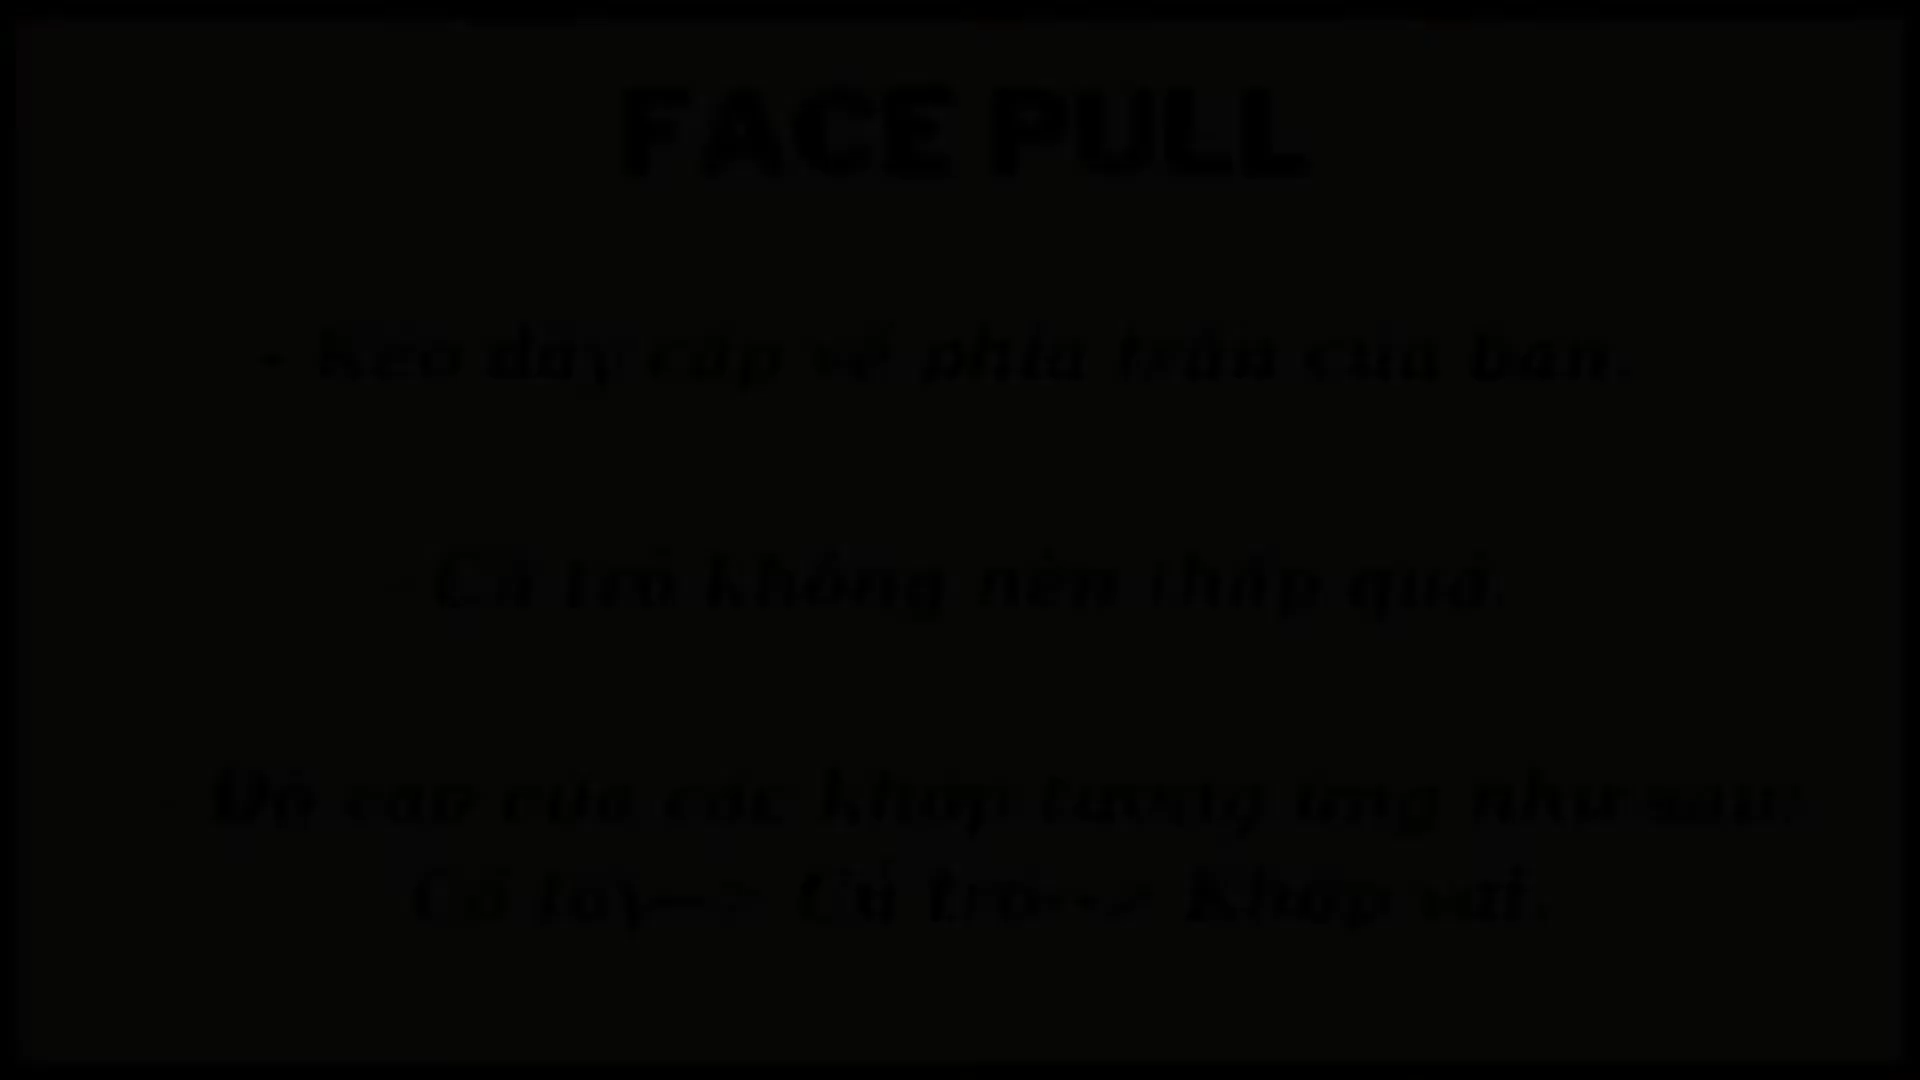 FACE PULL
- Kéo dây cáp về phía trán của bạn.
- Cù trỏ không nên thấp quá.
- Độ cao của các khớp tương ứng như sau:
Cổ tay--> Cù trỏ--> Khớp vai.